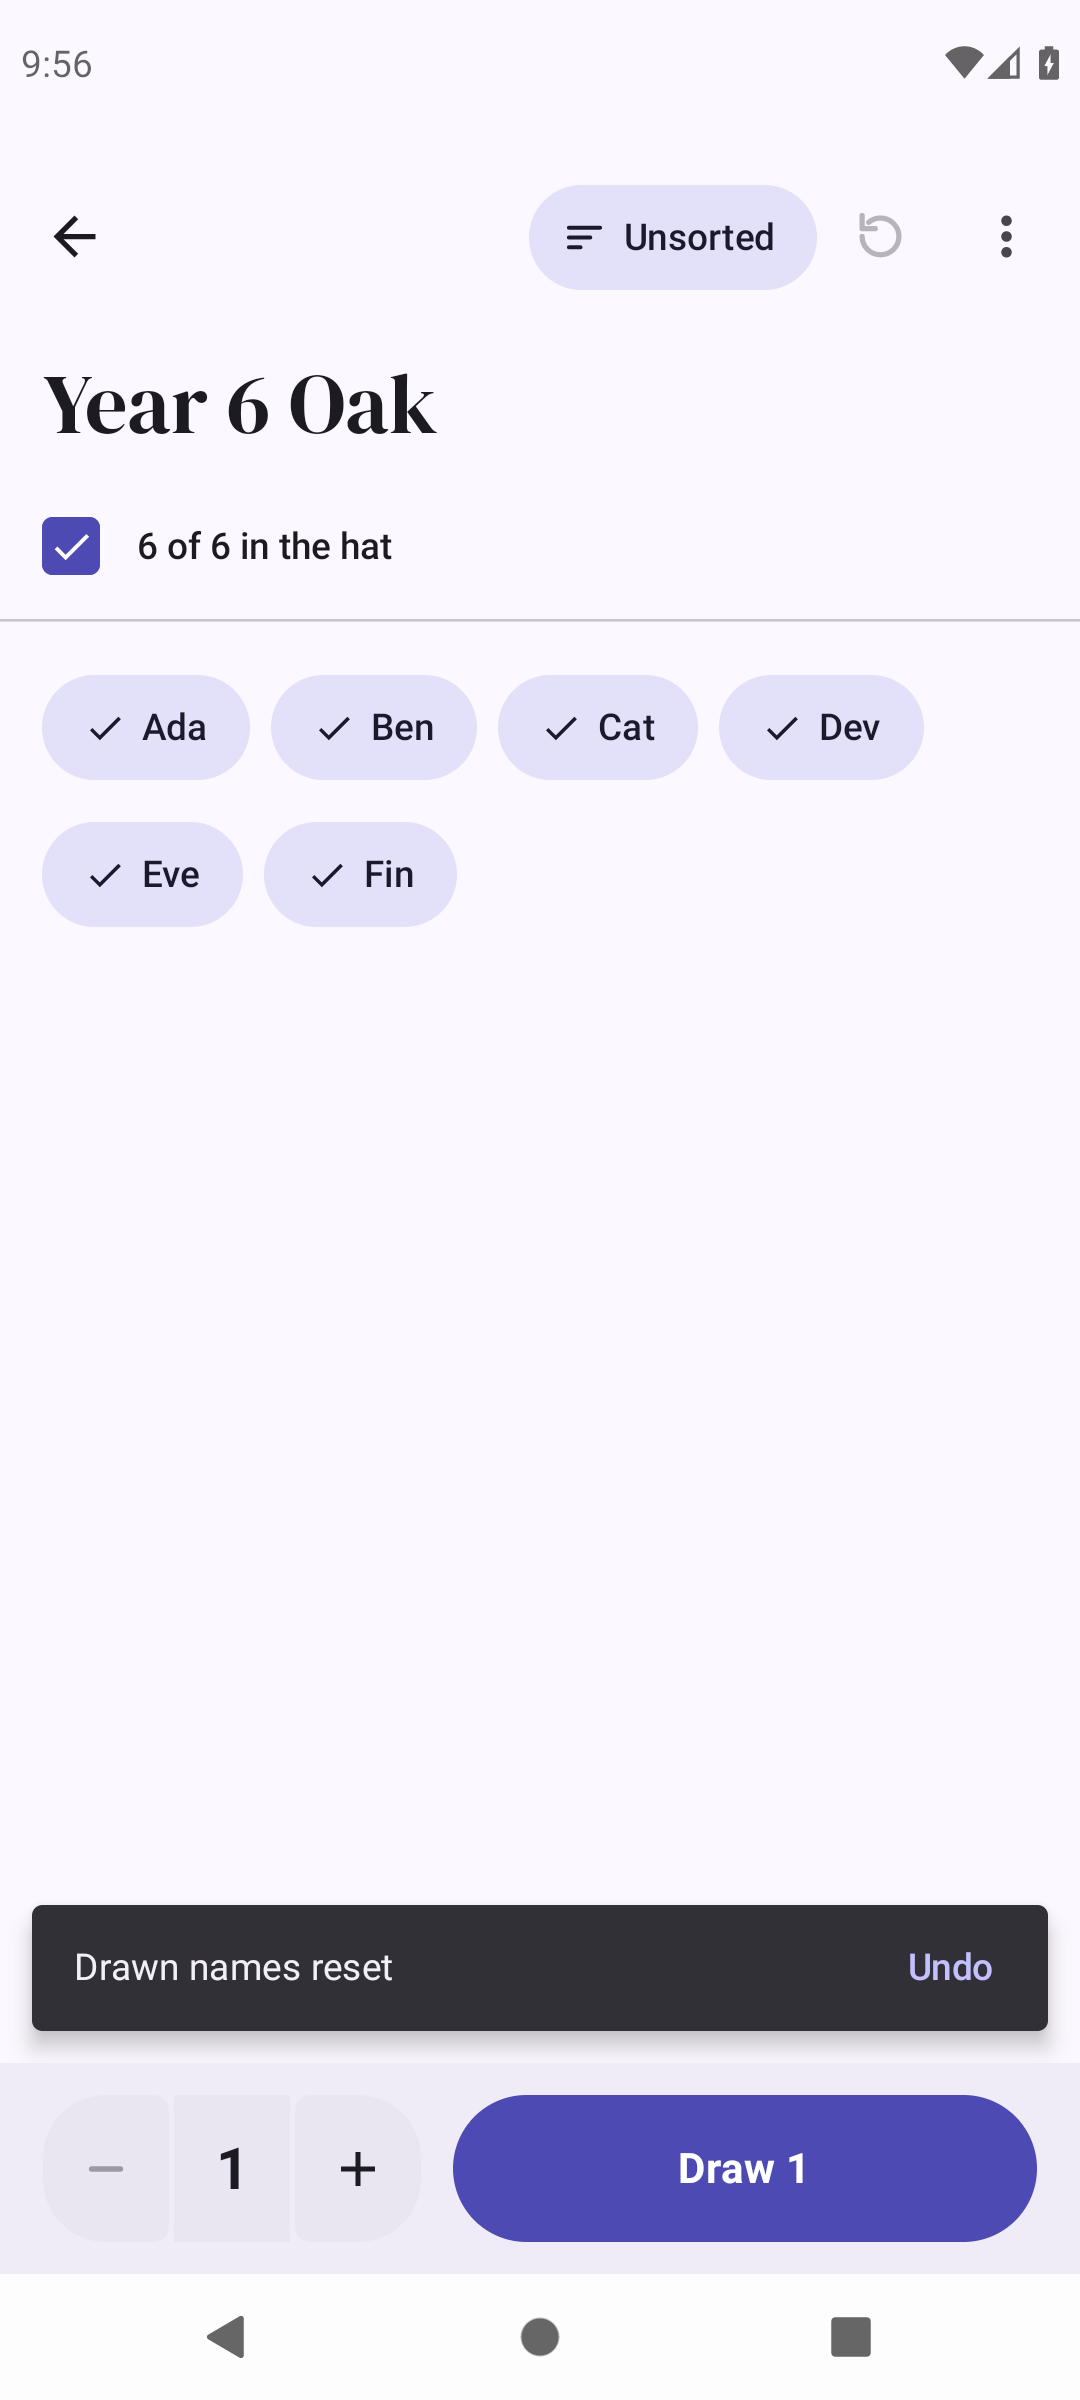 9:56
Unsorted
Year 6 Oak
6 of 6 in the hat
Ada Ben Cat Dev
Eve Fin
Drawn names reset Undo
1 Draw 1